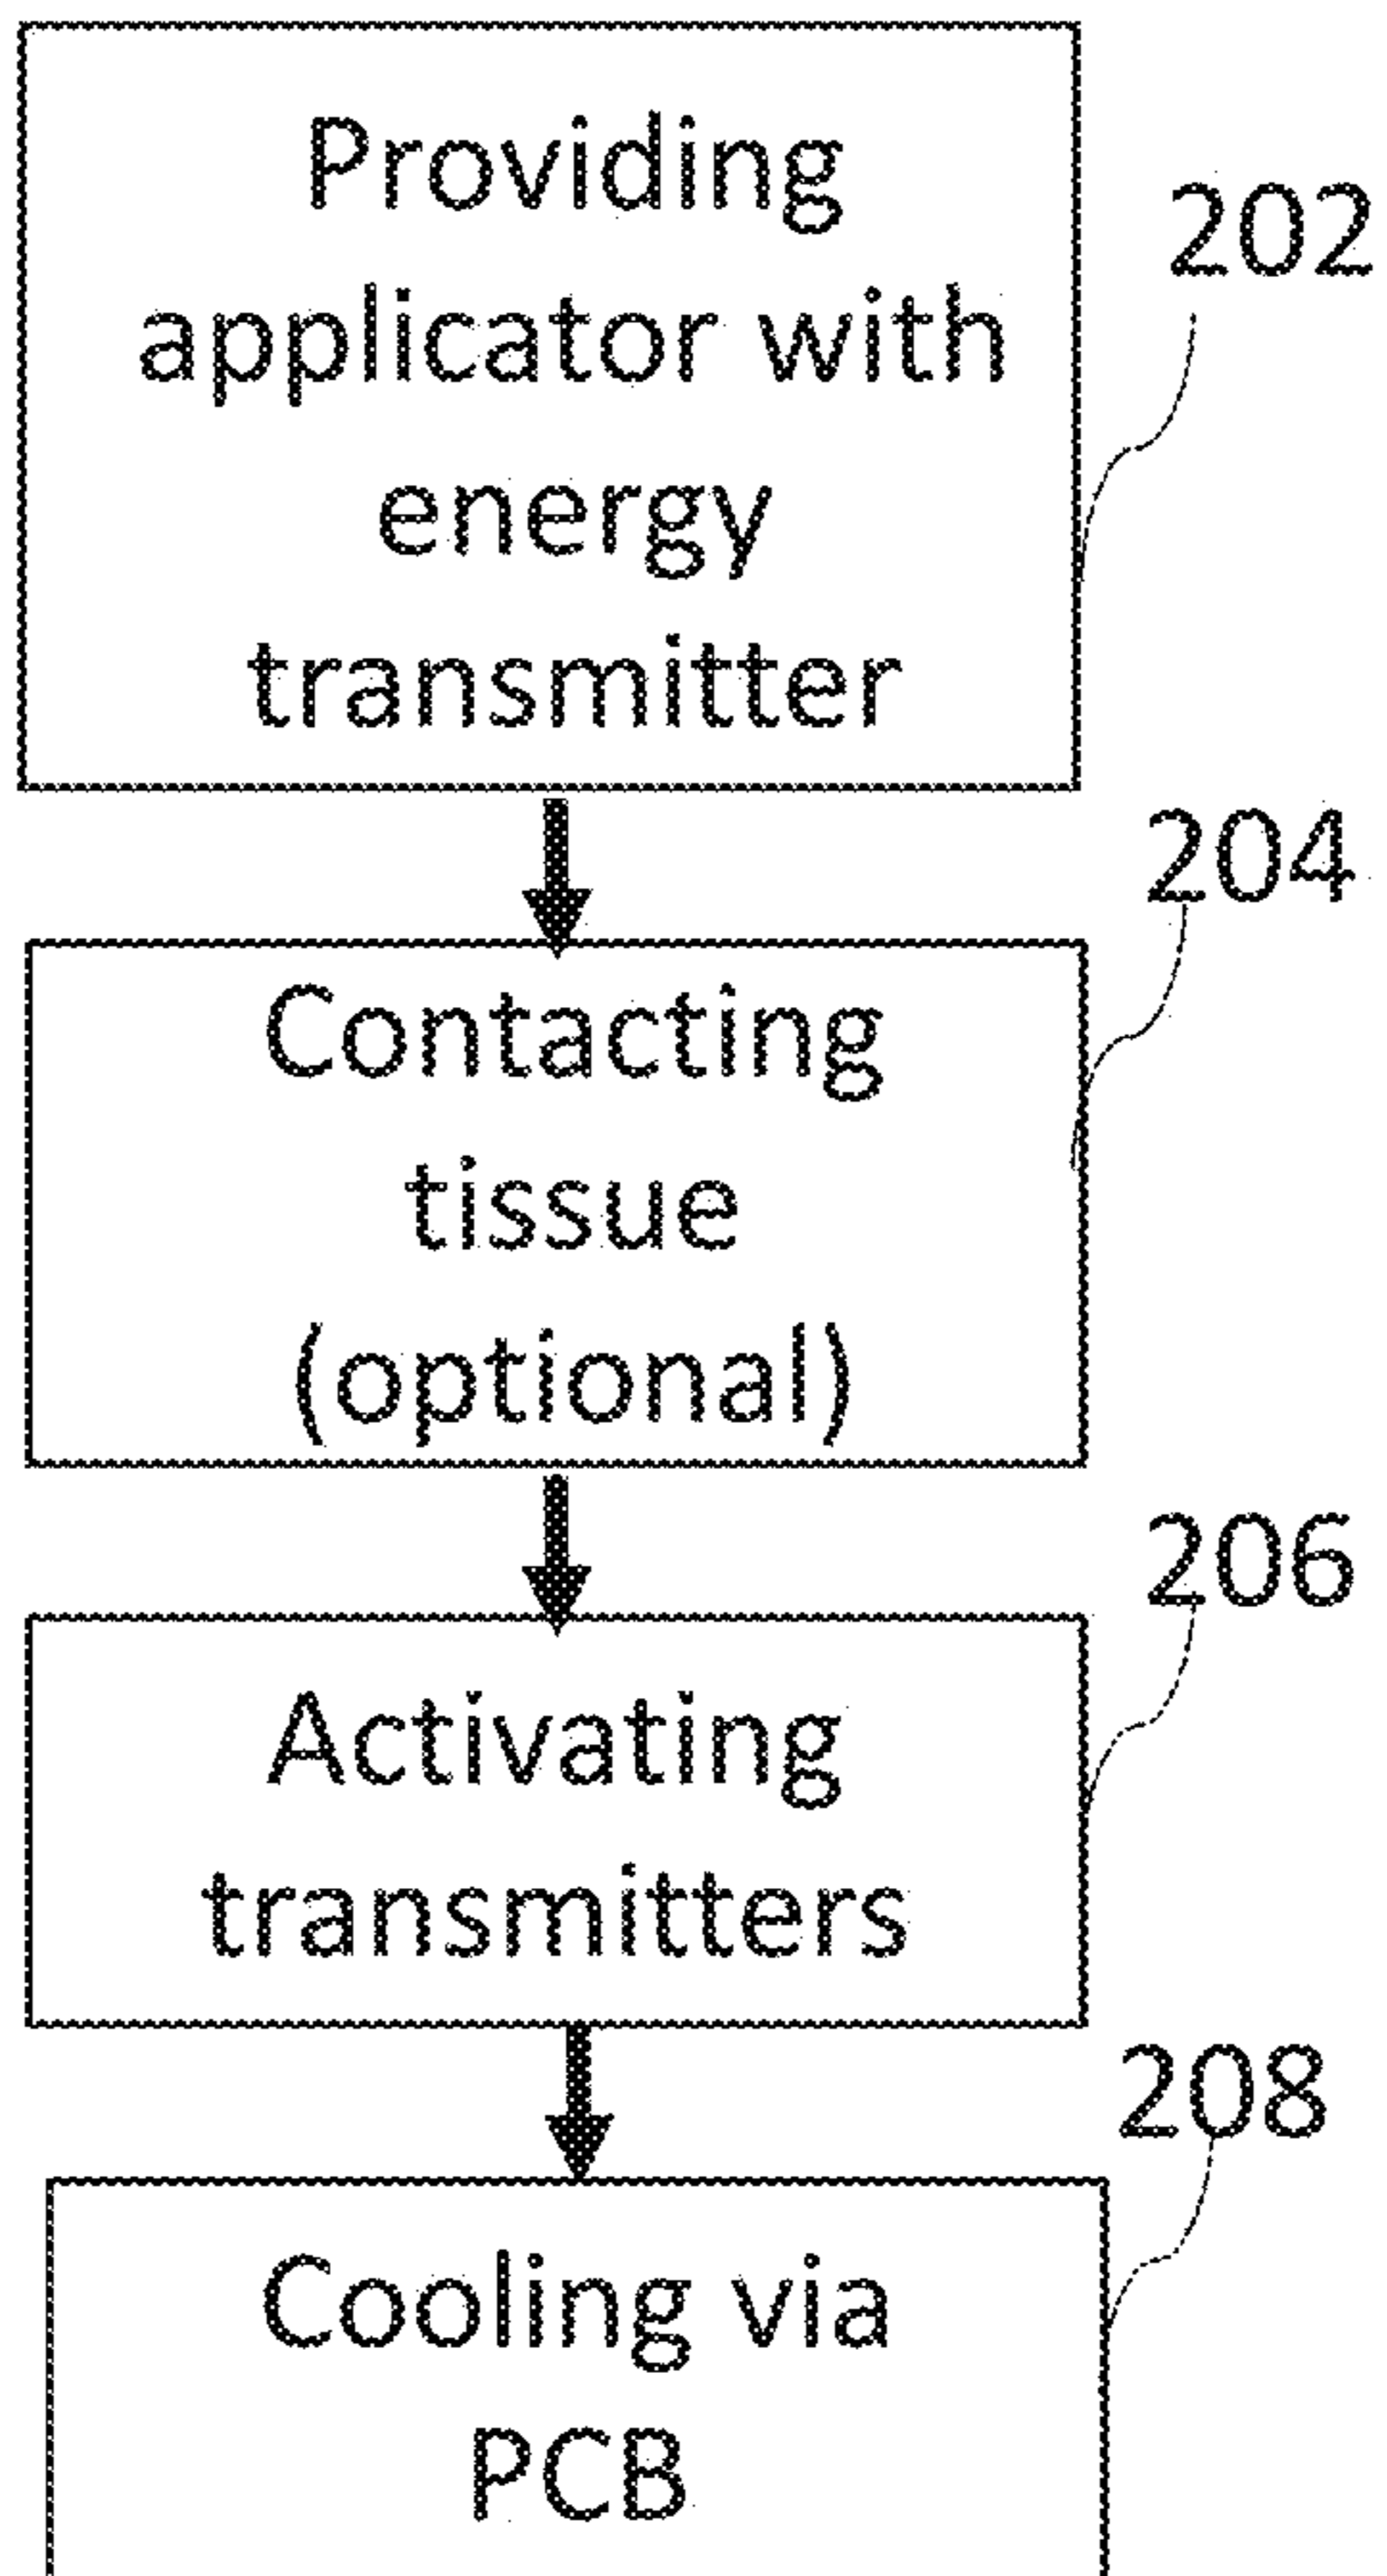 Providing
applicator with
energy
transmitter
202
Contacting
tissue
(optional)
204
Activating
transmitters
206
Cooling via
PCB
208